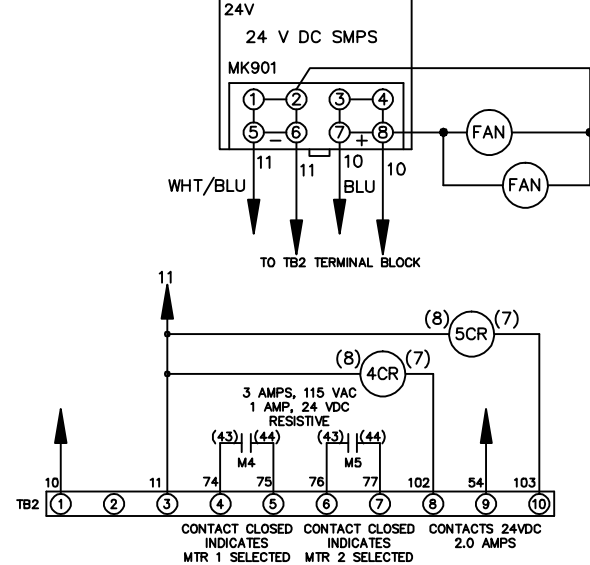 24V
24 V DC SMPS
MK901
1 2 3 4
5 - 6 7 + 8
FAN
FAN
11 11 10 10
WHT/BLU BLU
TO TB2 TERMINAL BLOCK
11
(8) 5CR (7)
(8) 4CR (7)
3 AMPS, 115 VAC
1 AMP, 24 VDC
RESISTIVE
(43) (44) (43) (44)
M4 M5
10 11 74 75 76 77 102 54 103
TB2 1 2 3 4 5 6 7 8 9 10
CONTACT CLOSED
INDICATES
MTR 1 SELECTED
CONTACT CLOSED
INDICATES
MTR 2 SELECTED
CONTACTS 24VDC
2.0 AMPS